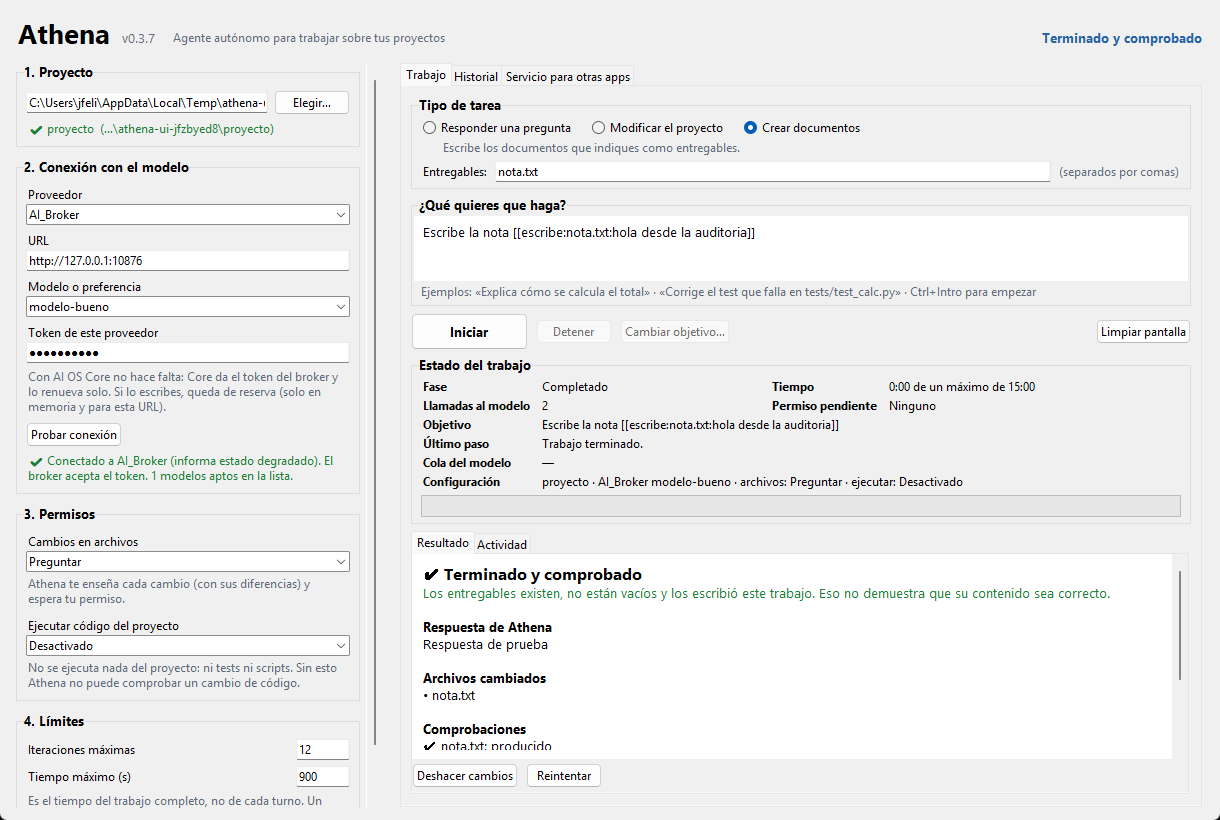 Athena v0.3.7 Agente autónomo para trabajar sobre tus proyectos
Terminado y comprobado
1. Proyecto
C:\Users\jfeli\AppData\Local\Temp\athena-u
Elegir...
✔ proyecto (...\athena-ui-jfzbyed8\proyecto)
2. Conexión con el modelo
Proveedor
AI_Broker
URL
http://127.0.0.1:10876
Modelo o preferencia
modelo-bueno
Token de este proveedor
●●●●●●●●●●
Con AI OS Core no hace falta: Core da el token del broker y
lo renueva solo. Si lo escribes, queda de reserva (solo en
memoria y para esta URL).
Probar conexión
✔ Conectado a AI_Broker (informa estado degradado). El
broker acepta el token. 1 modelos aptos en la lista.
3. Permisos
Cambios en archivos
Preguntar
Athena te enseña cada cambio (con sus diferencias) y
espera tu permiso.
Ejecutar código del proyecto
Desactivado
No se ejecuta nada del proyecto: ni tests ni scripts. Sin esto
Athena no puede comprobar un cambio de código.
4. Límites
Iteraciones máximas 12
Tiempo máximo (s) 900
Es el tiempo del trabajo completo, no de cada turno. Un
Trabajo Historial Servicio para otras apps
Tipo de tarea
Responder una pregunta Modificar el proyecto Crear documentos
Escribe los documentos que indiques como entregables.
Entregables: nota.txt (separados por comas)
¿Qué quieres que haga?
Escribe la nota [[escribe:nota.txt:hola desde la auditoria]]
Ejemplos: «Explica cómo se calcula el total» · «Corrige el test que falla en tests/test_calc.py» · Ctrl+Intro para empezar
Iniciar Detener Cambiar objetivo... Limpiar pantalla
Estado del trabajo
Fase Completado Tiempo 0:00 de un máximo de 15:00
Llamadas al modelo 2 Permiso pendiente Ninguno
Objetivo Escribe la nota [[escribe:nota.txt:hola desde la auditoria]]
Último paso Trabajo terminado.
Cola del modelo —
Configuración proyecto · AI_Broker modelo-bueno · archivos: Preguntar · ejecutar: Desactivado
Resultado Actividad
✔ Terminado y comprobado
Los entregables existen, no están vacíos y los escribió este trabajo. Eso no demuestra que su contenido sea correcto.
Respuesta de Athena
Respuesta de prueba
Archivos cambiados
• nota.txt
Comprobaciones
✔ nota.txt: producido
Deshacer cambios Reintentar